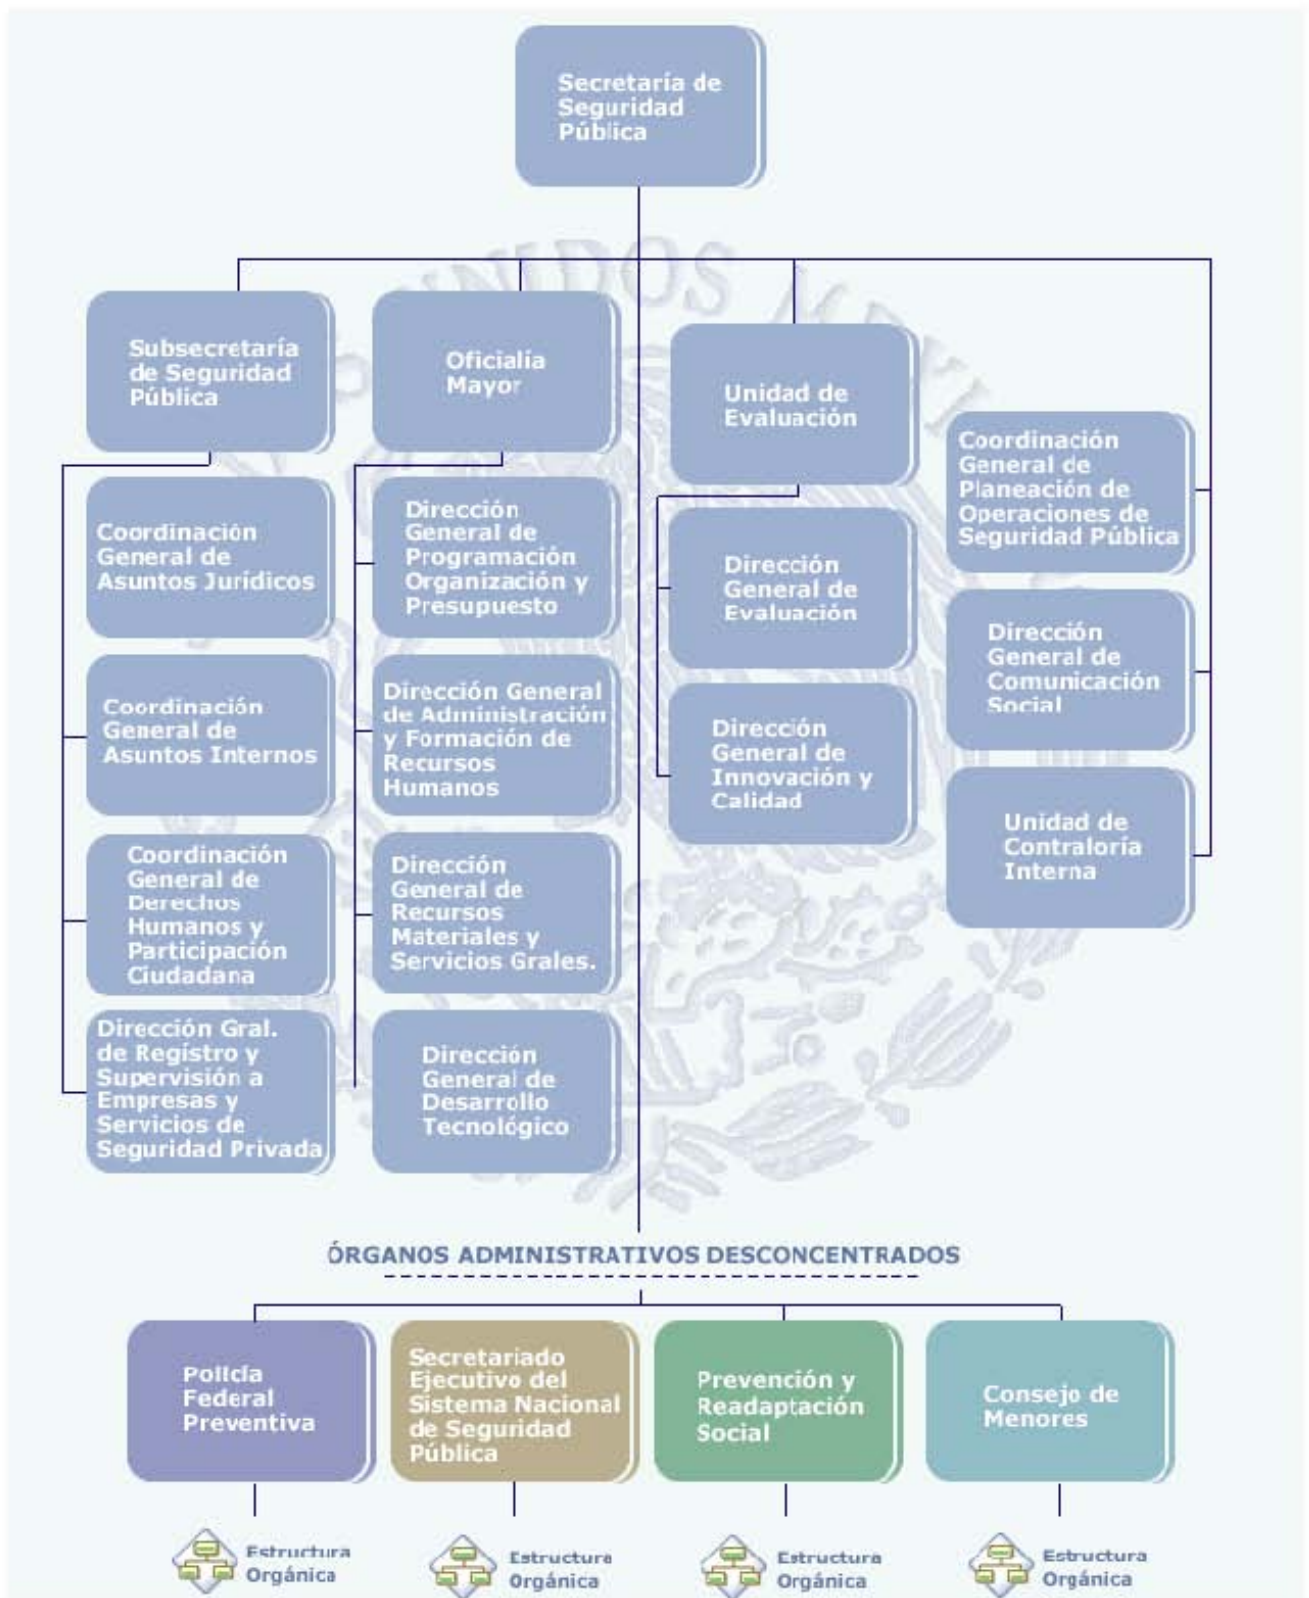 Secretaría de
Seguridad
Pública
UNIDOS MEXI
Subsecretaría
de Seguridad
Pública
Oficialía
Mayor
Unidad de
Evaluación
Coordinación
General de
Planeación de
Operaciones de
Seguridad Pública
Coordinación
General de
Asuntos Jurídicos
Dirección
General de
Programación
Organización y
Presupuesto
Dirección
General de
Evaluación
Dirección
General de
Comunicación
Social
Coordinación
General de
Asuntos Internos
Dirección General
de Administración
y Formación de
Recursos
Humanos
Dirección
General de
Innovación y
Calidad
Unidad de
Contraloría
Interna
Coordinación
General de
Derechos
Humanos y
Participación
Ciudadana
Dirección
General de
Recursos
Materiales y
Servicios Grales.
Dirección Gral.
de Registro y
Supervisión a
Empresas y
Servicios de
Seguridad Privada
Dirección
General de
Desarrollo
Tecnológico
ÓRGANOS ADMINISTRATIVOS DESCONCENTRADOS
Policía
Federal
Preventiva
Secretariado
Ejecutivo del
Sistema Nacional
de Seguridad
Pública
Prevención y
Readaptación
Social
Consejo de
Menores
Estructura
Orgánica
Estructura
Orgánica
Estructura
Orgánica
Estructura
Orgánica